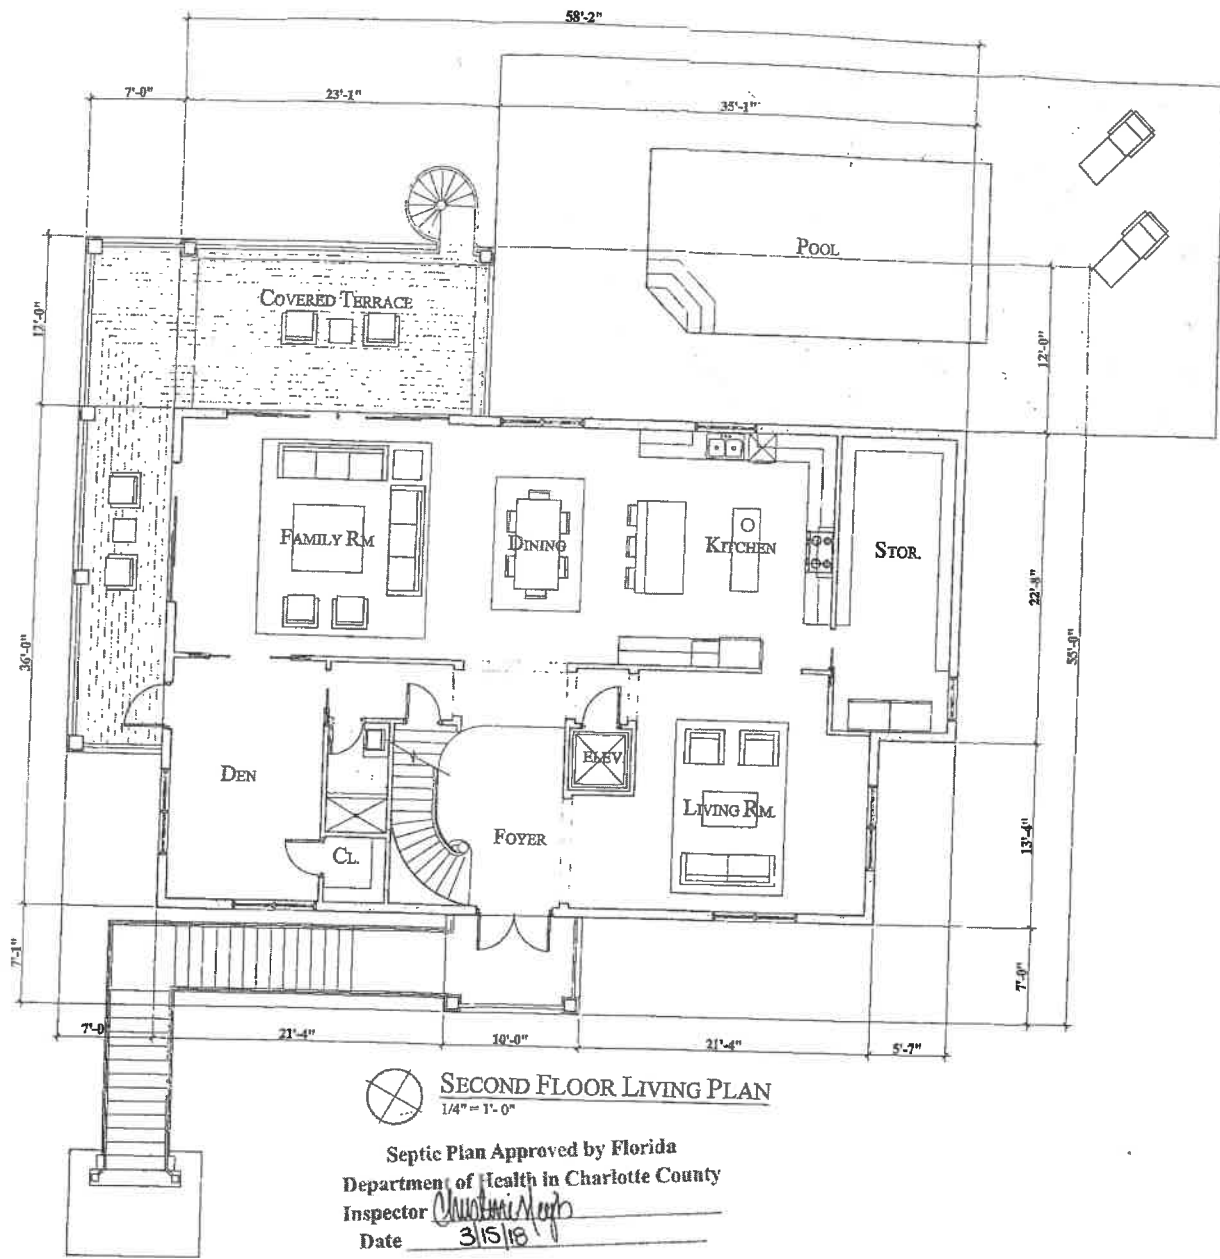 58'-2"
7'-0"
23'-1"
35'-1"
POOL
COVERED TERRACE
12'-0"
12'-0"
FAMILY RM
DINING
KITCHEN
STOR.
22'-8"
36'-0"
55'-0"
DEN
ELEV.
LIVING RM.
FOYER
CL.
13'-4"
7'-1"
7'-0"
7'-0
21'-4"
10'-0"
21'-4"
5'-7"
SECOND FLOOR LIVING PLAN
1/4" = 1'- 0"
Septic Plan Approved by Florida
Department of Health in Charlotte County
Inspector
Date 3/15/18